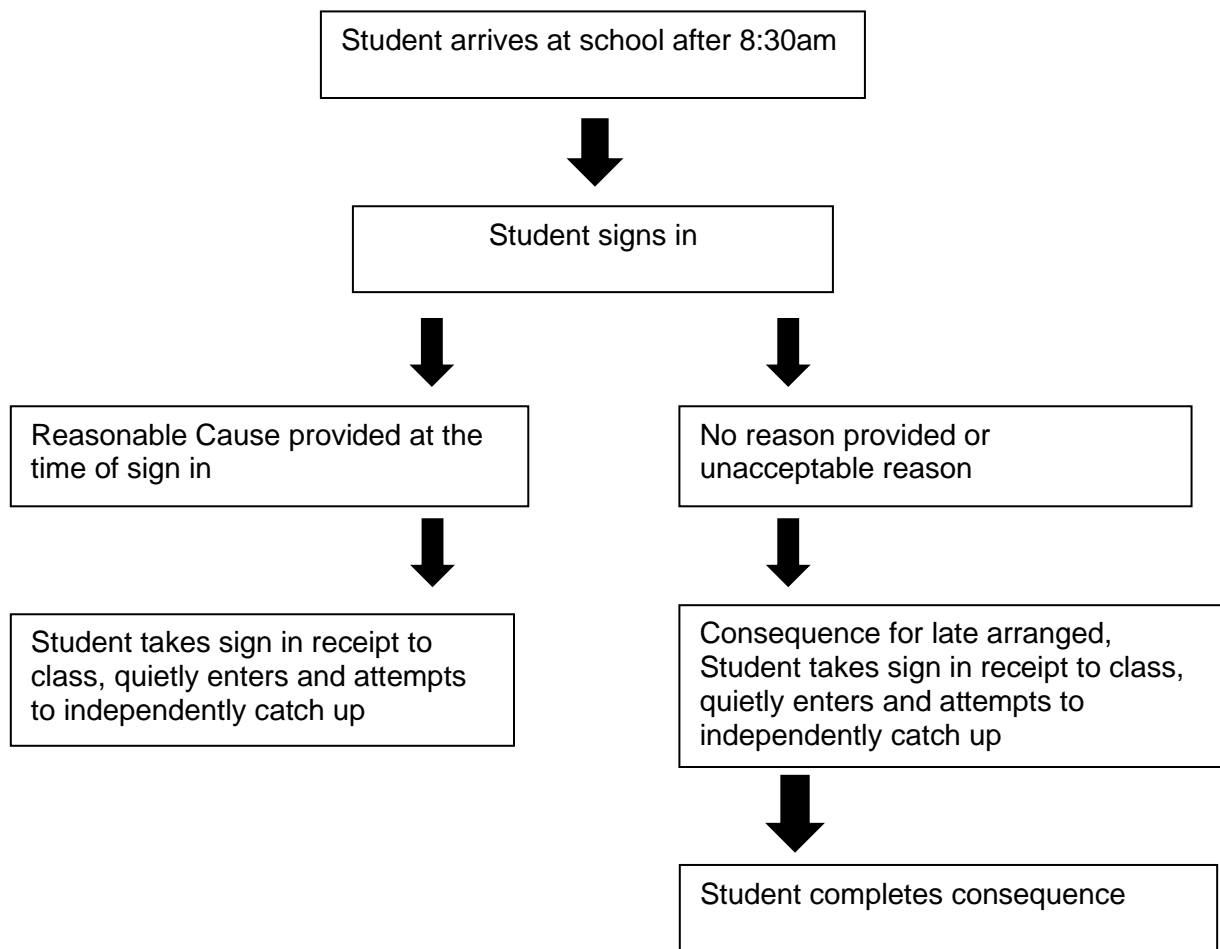 Student arrives at school after 8:30am
Student signs in
Reasonable Cause provided at the
time of sign in
No reason provided or
unacceptable reason
Student takes sign in receipt to
class, quietly enters and attempts
to independently catch up
Consequence for late arranged,
Student takes sign in receipt to class,
quietly enters and attempts to
independently catch up
Student completes consequence